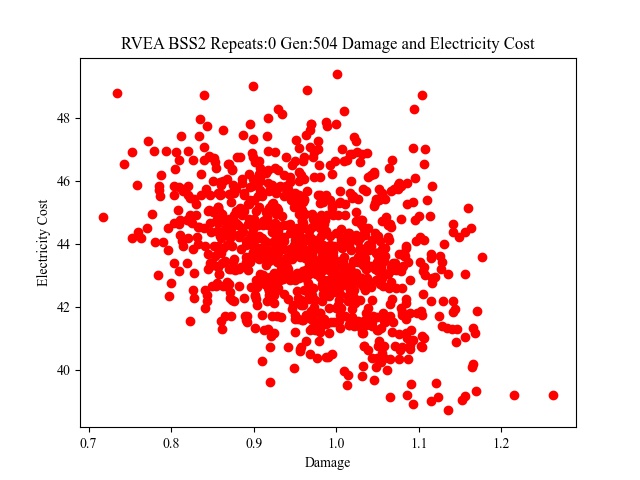 RVEA BSS2 Repeats:0 Gen:504 Damage and Electricity Cost
48
46
44
42
40
Electricity Cost
0.7 0.8 0.9 1.0 1.1 1.2
Damage